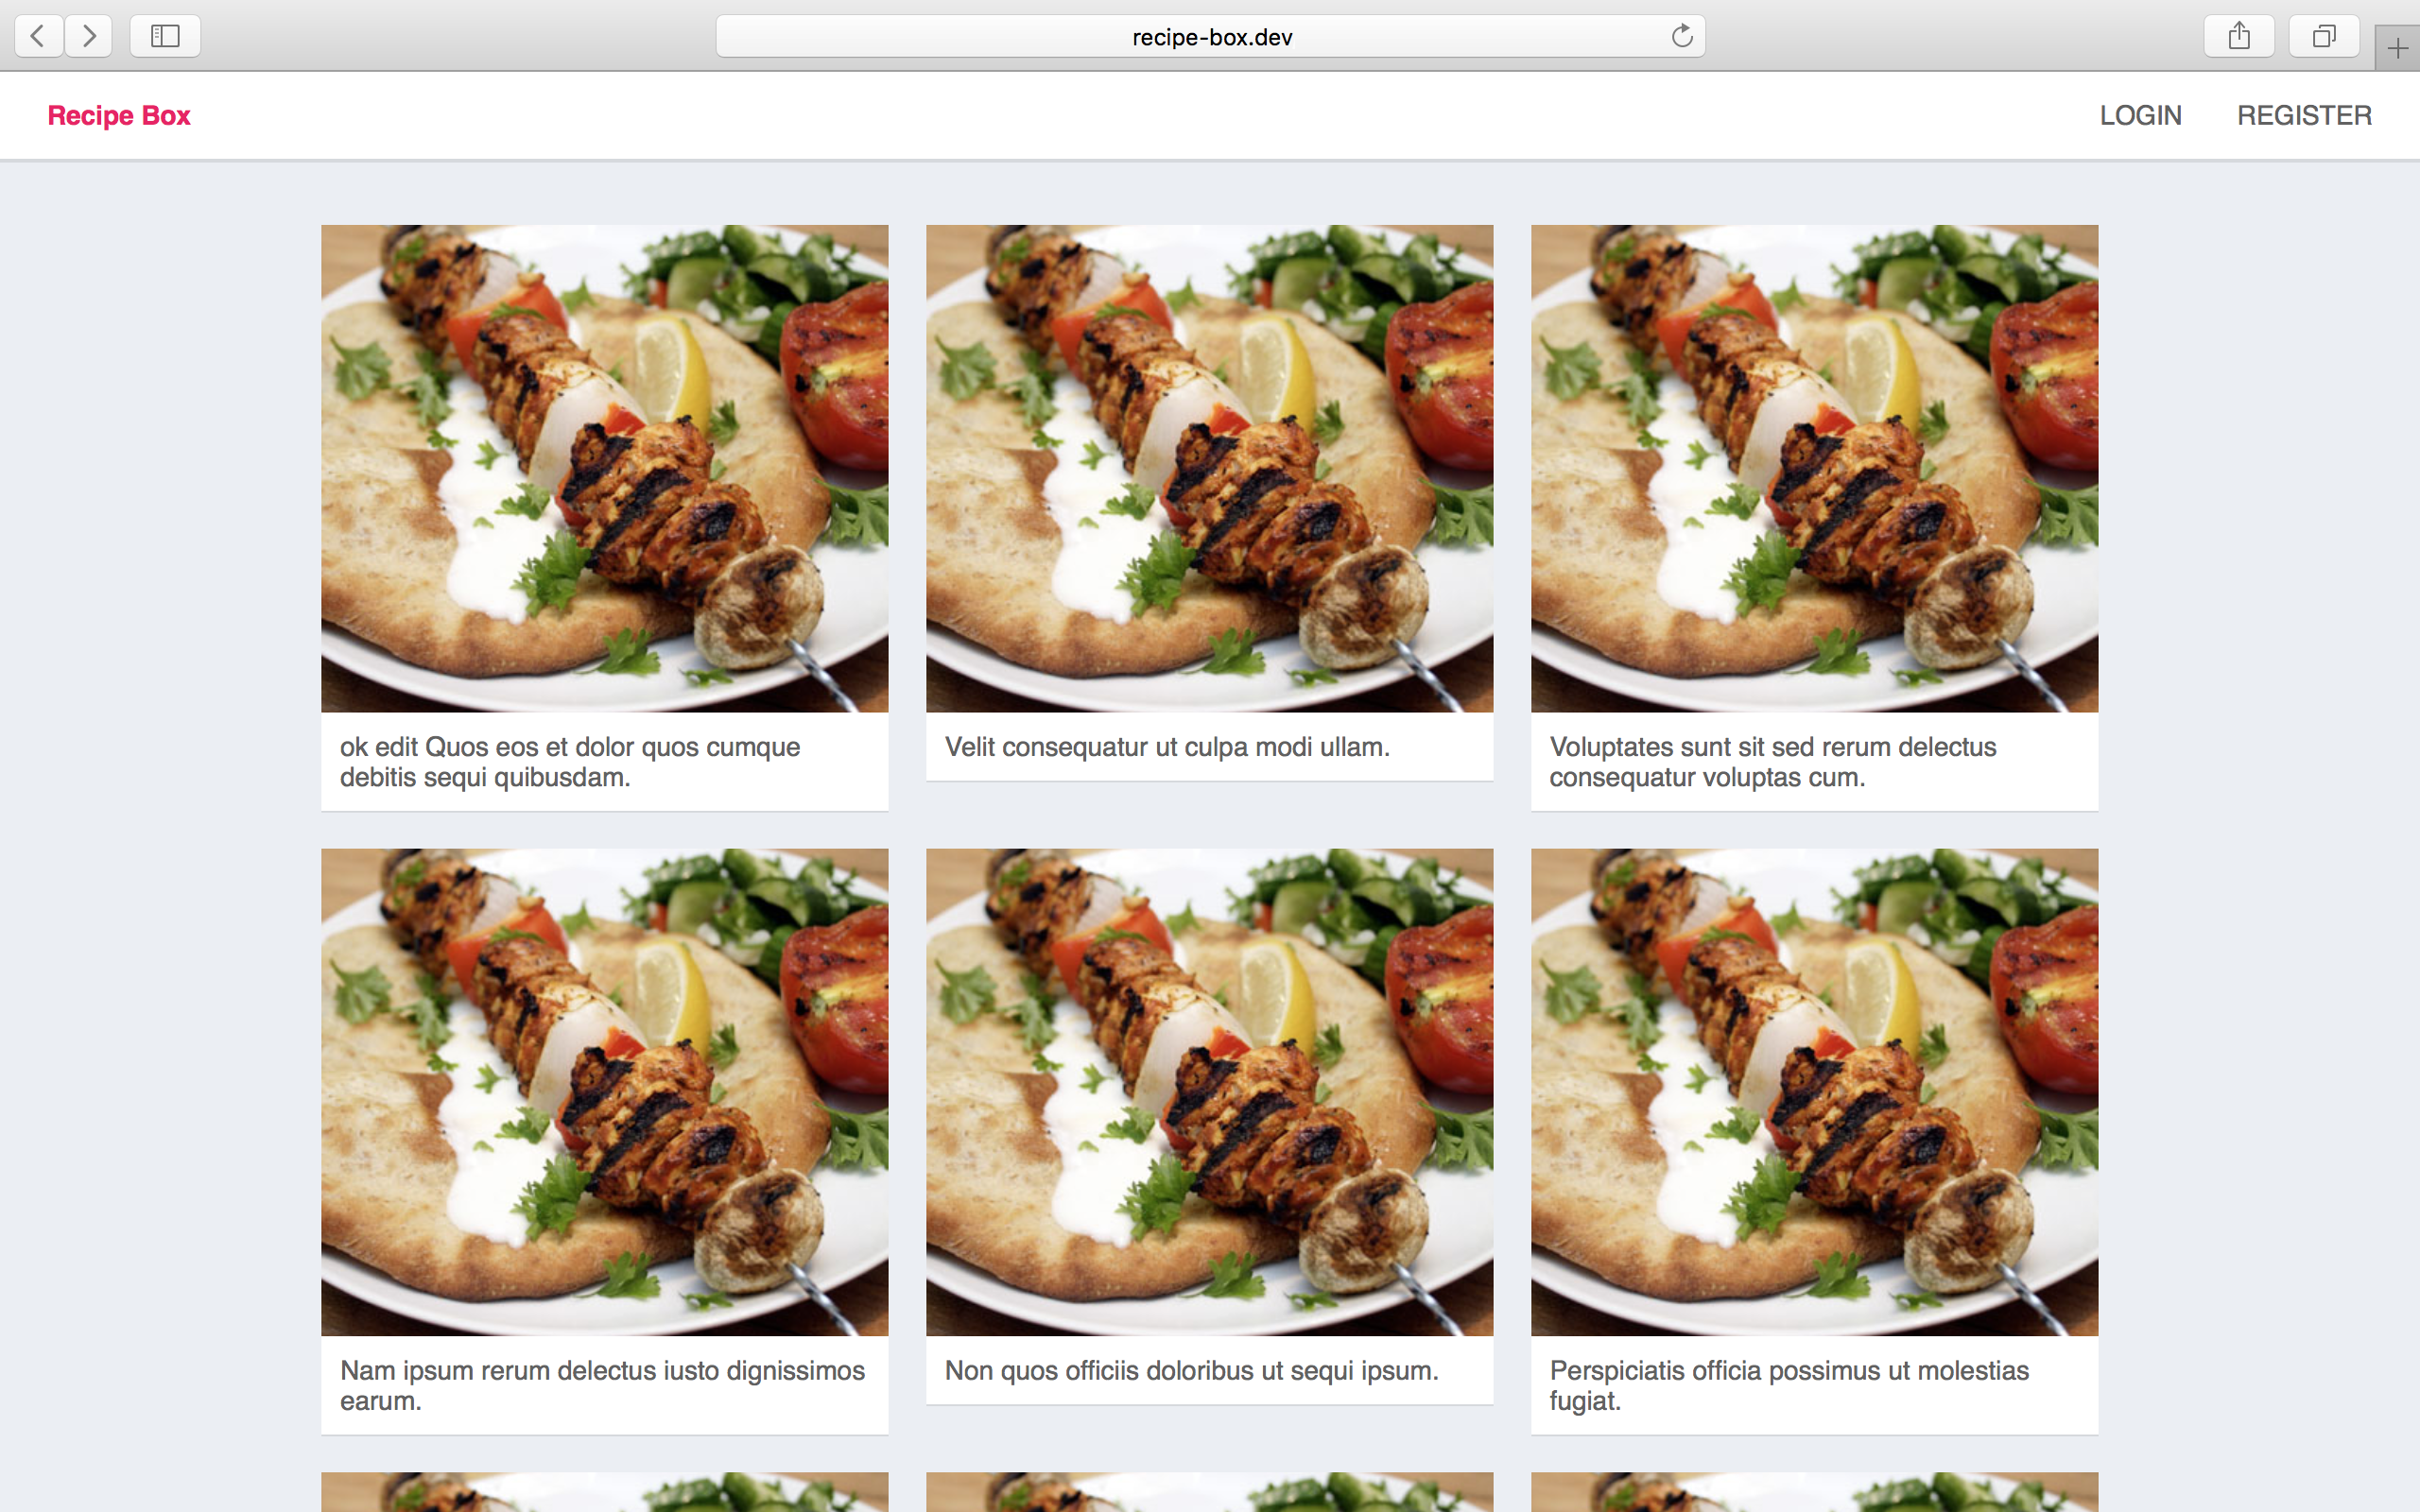 recipe-box.dev
Recipe Box
LOGIN
REGISTER
ok edit Quos eos et dolor quos cumque
debitis sequi quibusdam.
Velit consequatur ut culpa modi ullam.
Voluptates sunt sit sed rerum delectus
consequatur voluptas cum.
Nam ipsum rerum delectus iusto dignissimos
earum.
Non quos officiis doloribus ut sequi ipsum.
Perspiciatis officia possimus ut molestias
fugiat.